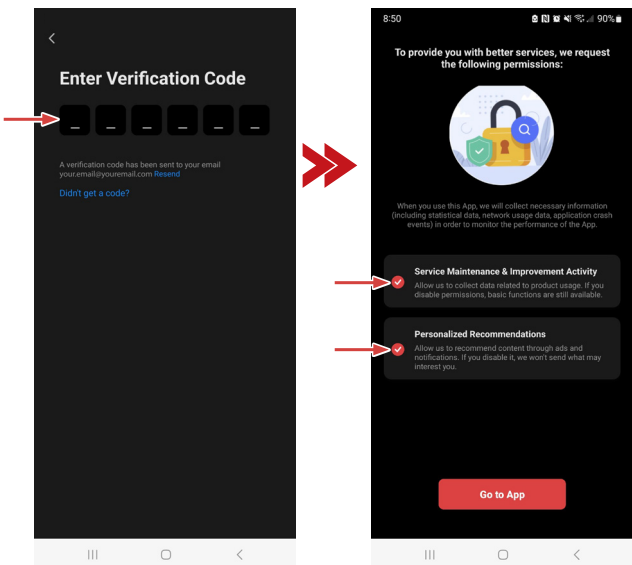 Enter Verification Code
A verification code has been sent to your email
your.email@youremail.com Resend
Didn't get a code?
8:50
90%
To provide you with better services, we request
the following permissions:
When you use this App, we will collect necessary information
(including statistical data, network usage data, application crash
events) in order to monitor the performance of the App.
Service Maintenance & Improvement Activity
Allow us to collect data related to product usage. If you
disable permissions, basic functions are still available.
Personalized Recommendations
Allow us to recommend content through ads and
notifications. If you disable it, we won't send what may
interest you.
Go to App